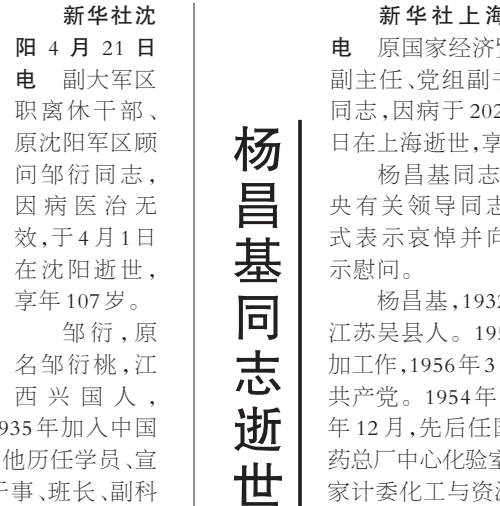 新华社沈
阳 4 月 21 日
电 副大军区
职离休干部、
原沈阳军区顾
问邹衍同志，
因病医治无
效，于4月1日
在沈阳逝世，
享年107岁。
邹衍，原
名邹衍桃，江
西兴国人，
935年加入中国
他历任学员、宣
干事、班长、副科
杨昌基同志逝世
新华社上海
电 原国家经济贸
副主任、党组副书
同志，因病于202
日在上海逝世，享
杨昌基同志
央有关领导同志
式表示哀悼并向
示慰问。
杨昌基，1932
江苏吴县人。195
加工作，1956年3
共产党。1954年
年12月，先后任国
药总厂中心化验室
家计委化工与资源